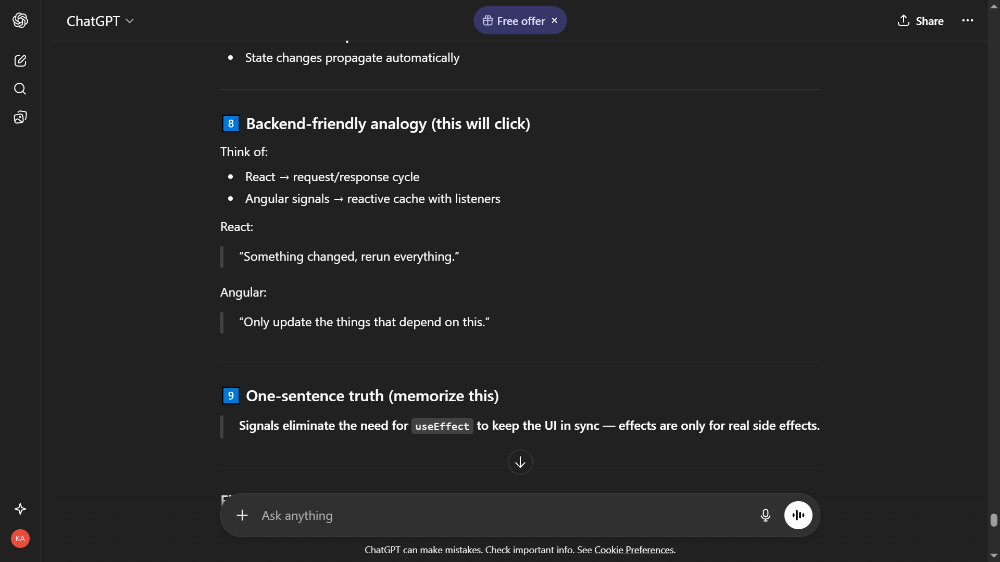 ChatGPT
Free offer
Share
State changes propagate automatically
8 Backend-friendly analogy (this will click)
Think of:
React → request/response cycle
Angular signals → reactive cache with listeners
React:
“Something changed, rerun everything.”
Angular:
“Only update the things that depend on this.”
9 One-sentence truth (memorize this)
Signals eliminate the need for useEffect to keep the UI in sync — effects are only for real side effects.
Ask anything
KA
ChatGPT can make mistakes. Check important info. See Cookie Preferences.